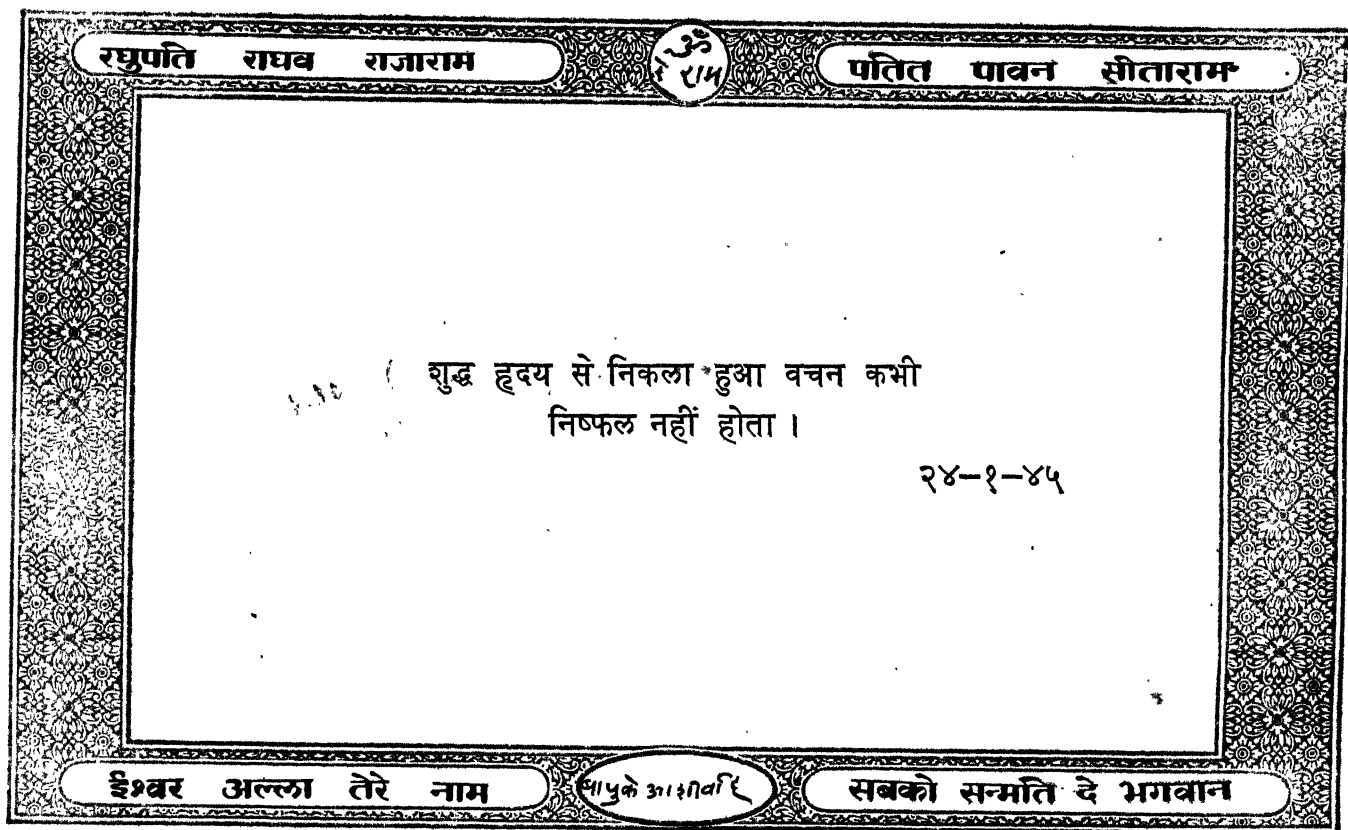 रघुपति राघव राजाराम
ॐ
राम
पतित पावन सीताराम
शुद्ध हृदय से निकला हुआ वचन कभी
निष्फल नहीं होता ।
२४-१-४५
ईश्वर अल्ला तेरे नाम
बापुके आशीर्वाद
सबको सन्मति दे भगवान